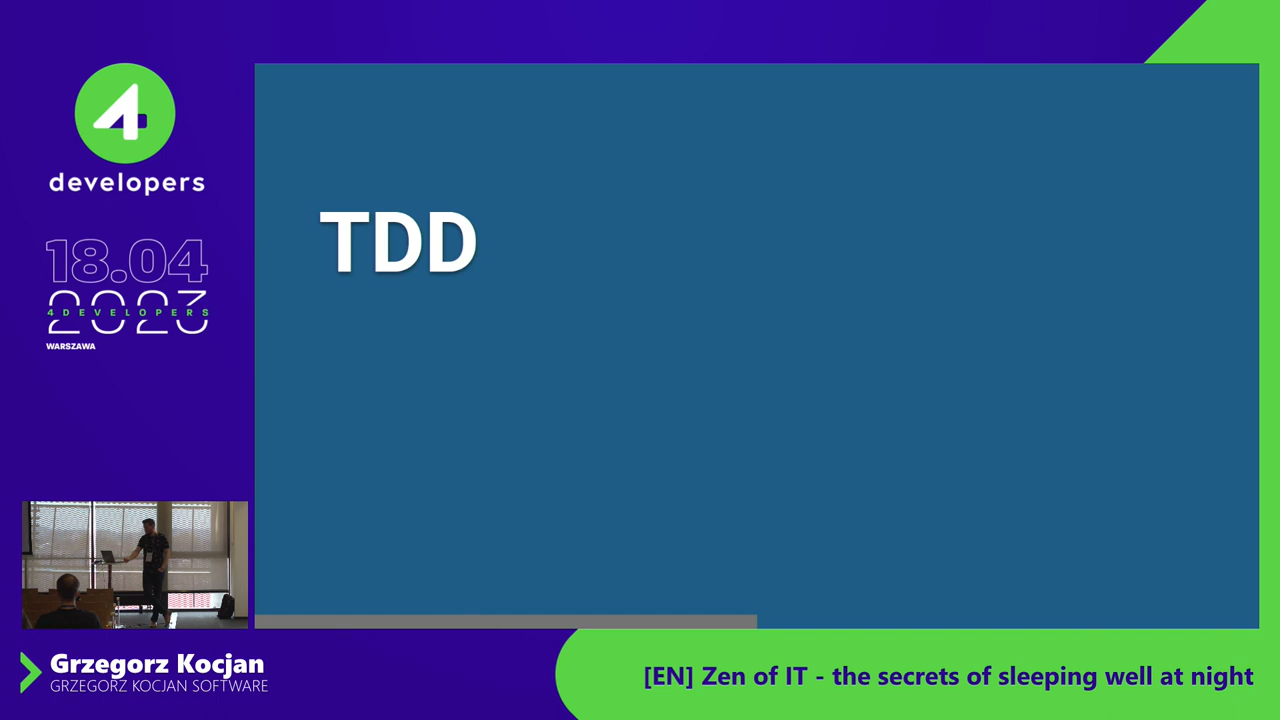 4
developers
18.04
2023
4DEVELOPERS
WARSZAWA
TDD
Grzegorz Kocjan
GRZEGORZ KOCJAN SOFTWARE
[EN] Zen of IT - the secrets of sleeping well at night